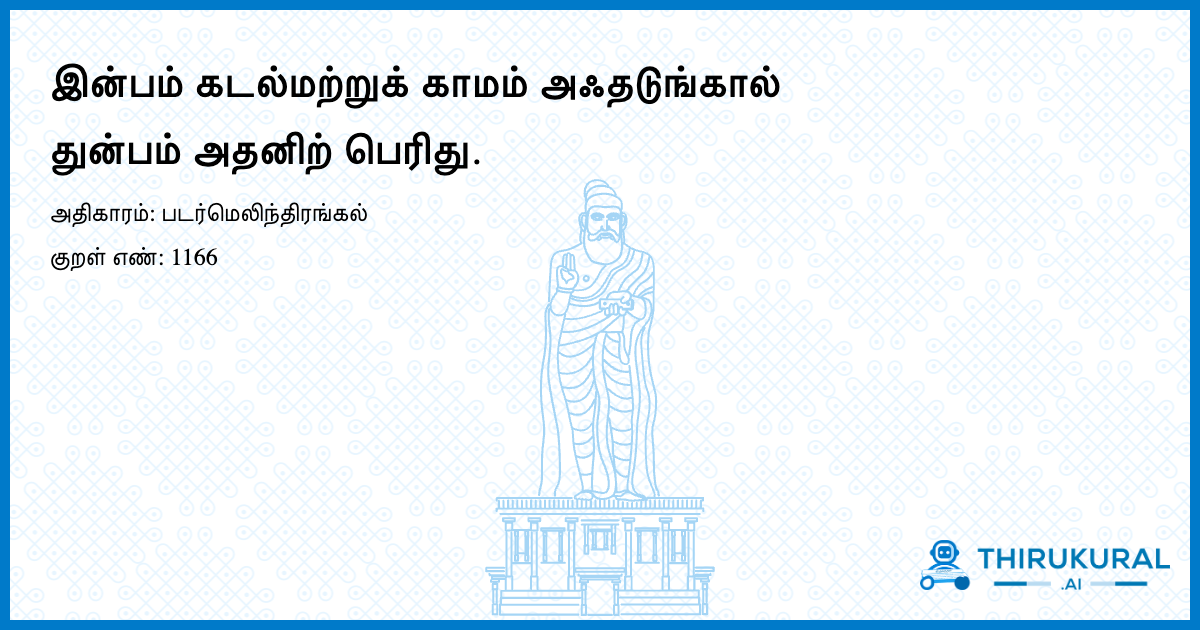 இன்பம் கடல்மற்றுக் காமம் அஃதடுங்கால்
துன்பம் அதனிற் பெரிது.
அதிகாரம்: படர்மெலிந்திரங்கல்
குறள் எண்: 1166
THIRUKURAL
.AI